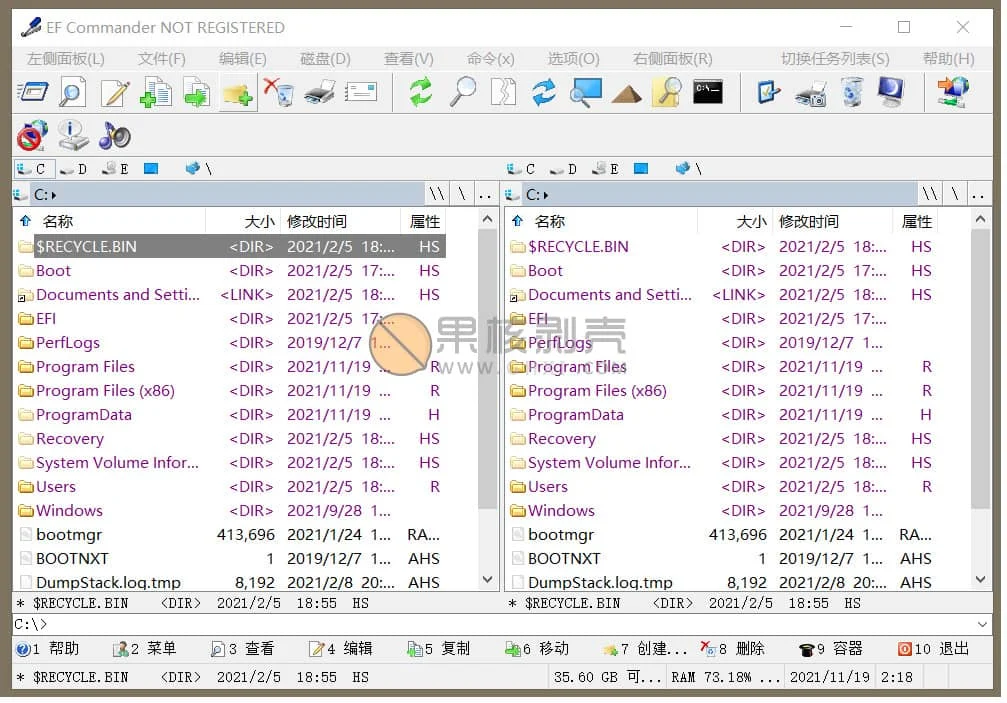 EF Commander NOT REGISTERED
左侧面板(L) 文件(F) 编辑(E) 磁盘(D) 查看(V) 命令(x) 选项(O) 右侧面板(R) 切换任务列表(S) 帮助(H)
C:\_
C D E \ C D E \
C: \\ \ .. C: \\ \ ..
名称 大小 修改时间 属性 名称 大小 修改时间 属性
$RECYCLE.BIN <DIR> 2021/2/5 18:... HS $RECYCLE.BIN <DIR> 2021/2/5 18:... HS
Boot <DIR> 2021/2/5 17:... HS Boot <DIR> 2021/2/5 17:... HS
Documents and Setti... <LINK> 2021/2/5 18:... HS Documents and Setti... <LINK> 2021/2/5 18:... HS
EFI <DIR> 2021/2/5 17:... EFI <DIR> 2021/2/5 17:...
果核剥壳
PerfLogs <DIR> 2019/12/7 1... PerfLogs <DIR> 2019/12/7 1...
Program Files <DIR> 2021/11/19 ... R Program Files <DIR> 2021/11/19 ... R
Program Files (x86) <DIR> 2021/11/19 ... R Program Files (x86) <DIR> 2021/11/19 ... R
ProgramData <DIR> 2021/11/19 ... H ProgramData <DIR> 2021/11/19 ... H
Recovery <DIR> 2021/2/5 18:... HS Recovery <DIR> 2021/2/5 18:... HS
System Volume Infor... <DIR> 2021/2/5 18:... HS System Volume Infor... <DIR> 2021/2/5 18:... HS
Users <DIR> 2021/2/5 18:... R Users <DIR> 2021/2/5 18:... R
Windows <DIR> 2021/9/28 1... Windows <DIR> 2021/9/28 1...
bootmgr 413,696 2021/1/24 1... RA... bootmgr 413,696 2021/1/24 1... RA...
BOOTNXT 1 2019/12/7 1... AHS BOOTNXT 1 2019/12/7 1... AHS
DumpStack.log.tmp 8,192 2021/2/8 20:... AHS DumpStack.log.tmp 8,192 2021/2/8 20:... AHS
* $RECYCLE.BIN <DIR> 2021/2/5 18:55 HS * $RECYCLE.BIN <DIR> 2021/2/5 18:55 HS
C:\>
1 帮助 2 菜单 3 查看 4 编辑 5 复制 6 移动 7 创建... 8 删除 9 容器 10 退出
* $RECYCLE.BIN <DIR> 2021/2/5 18:55 HS 35.60 GB 可... RAM 73.18% ... 2021/11/19 2:18